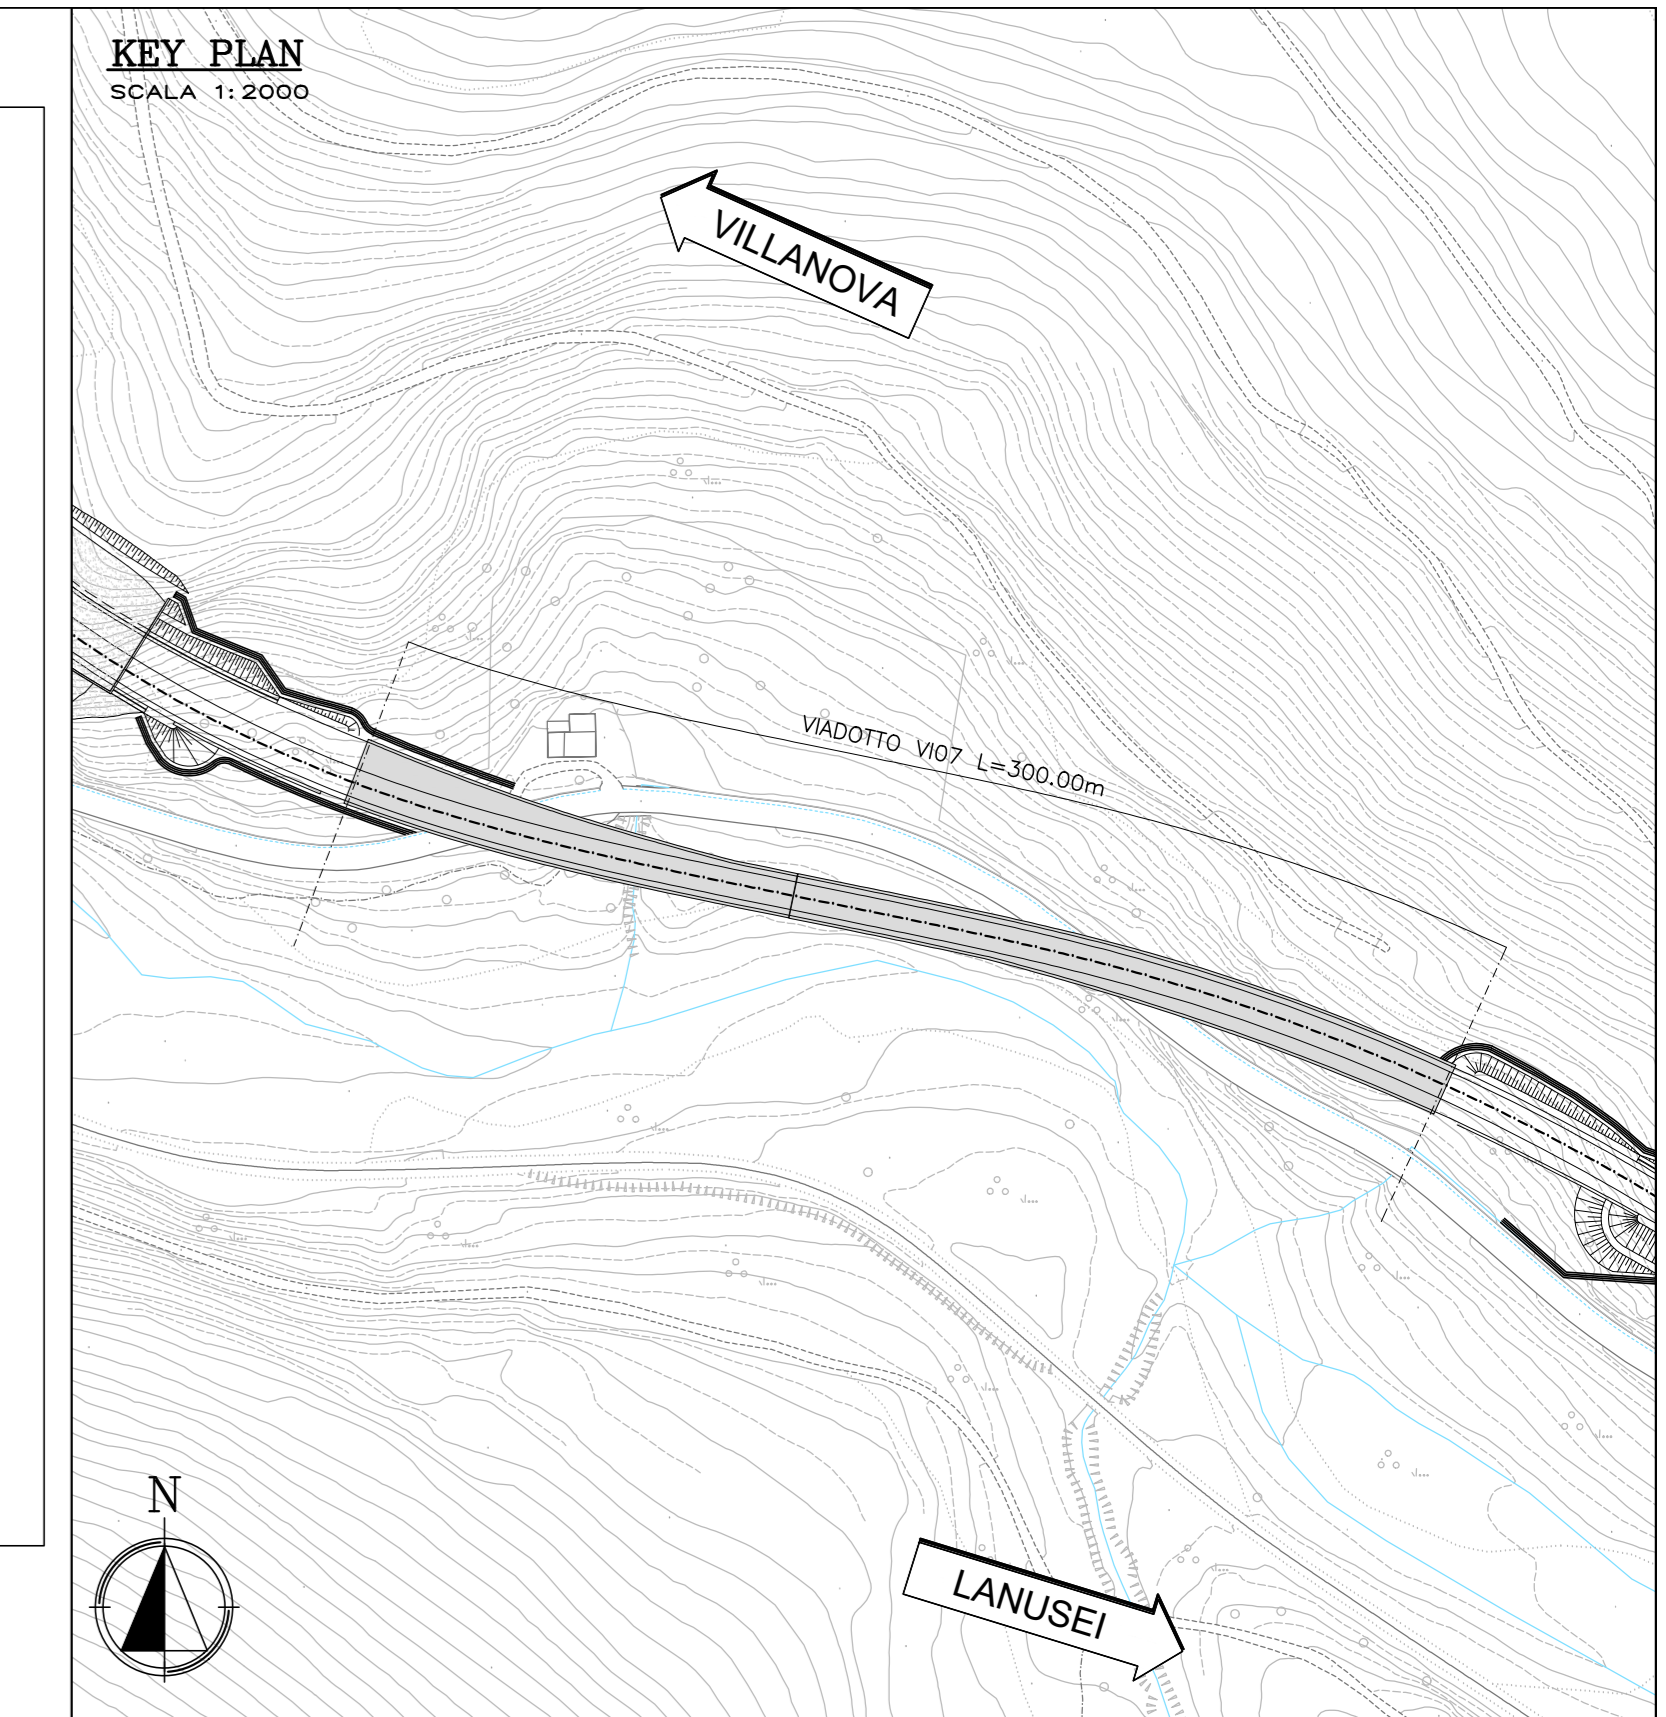 KEY PLAN
SCALA 1:2000
VILLANOVA
VIADOTTO VI07 L=300.00m
N
LANUSEI